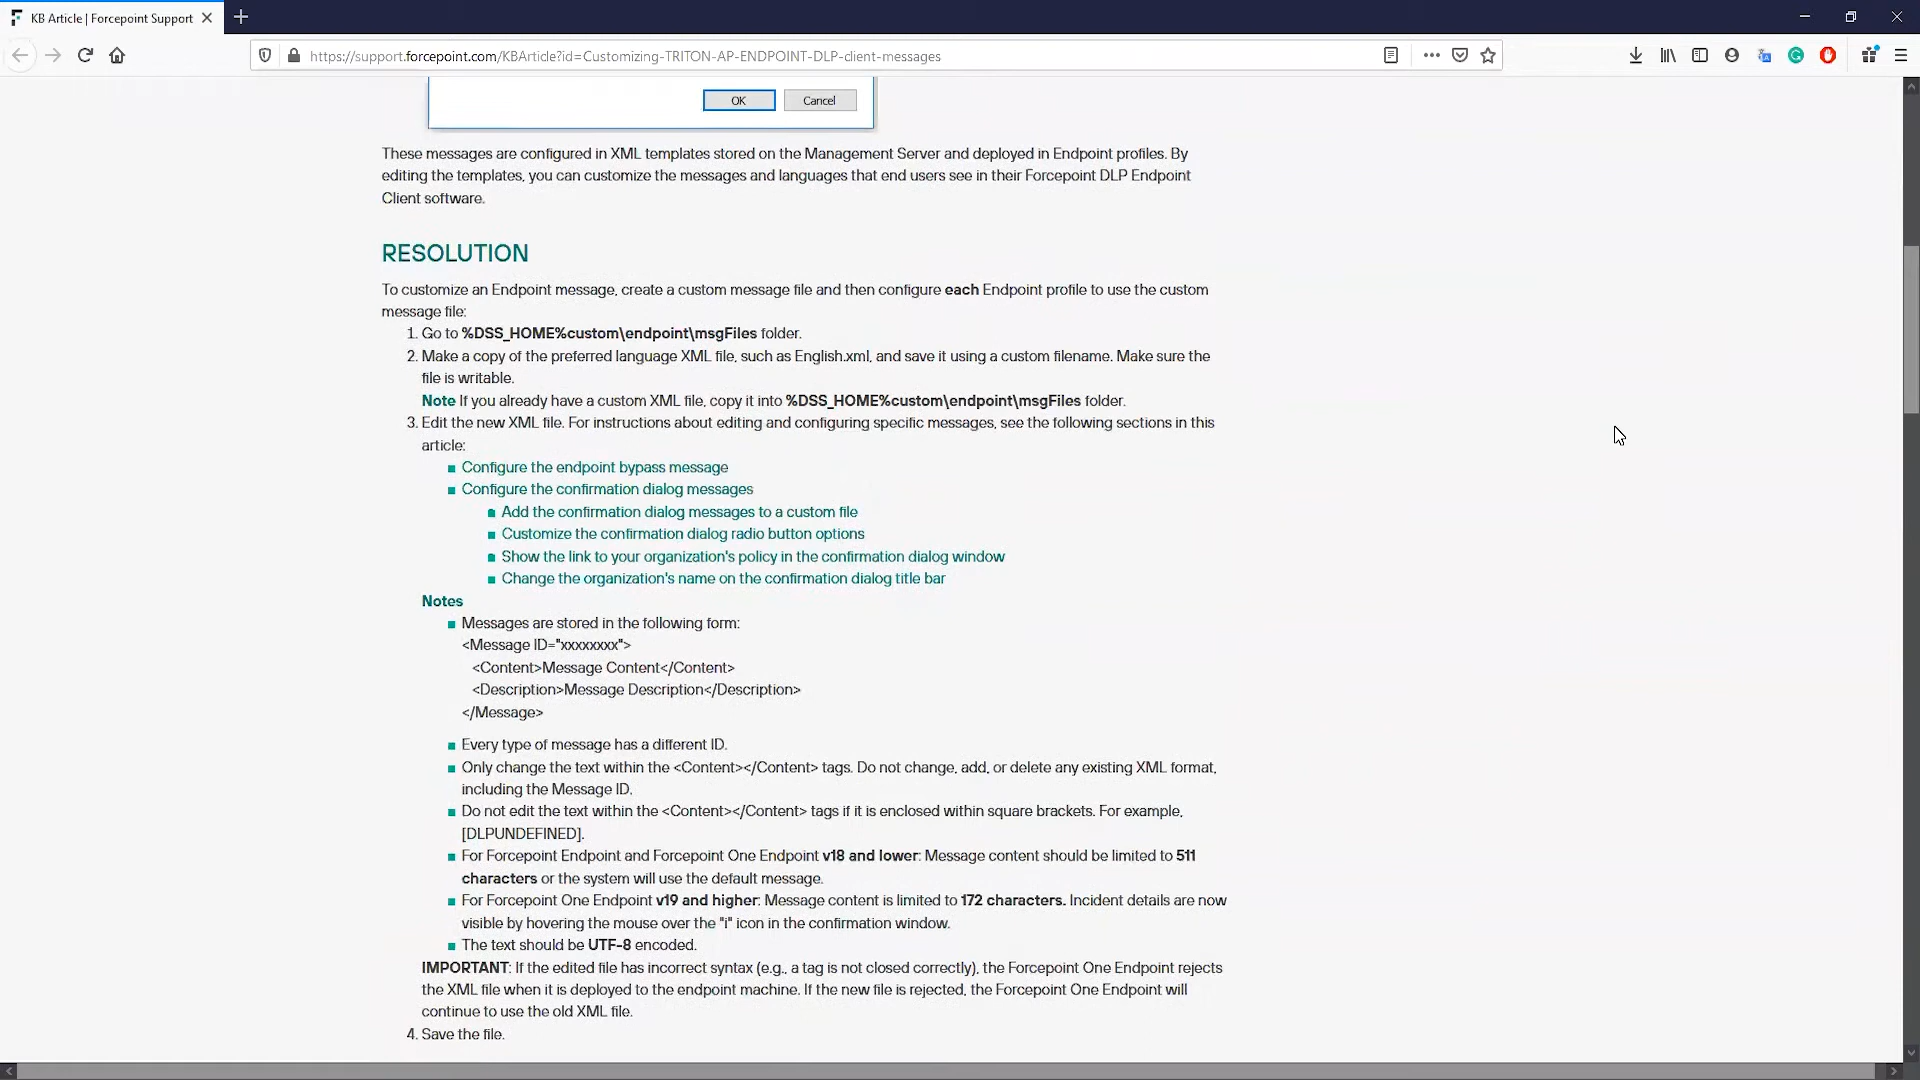 KB Article | Forcepoint Support
https://support.forcepoint.com/KBArticle?id=Customizing-TRITON-AP-ENDPOINT-DLP-client-messages
OK Cancel
These messages are configured in XML templates stored on the Management Server and deployed in Endpoint profiles. By
editing the templates, you can customize the messages and languages that end users see in their Forcepoint DLP Endpoint
Client software.
RESOLUTION
To customize an Endpoint message, create a custom message file and then configure each Endpoint profile to use the custom
message file:
1. Go to %DSS_HOME%custom\endpoint\msgFiles folder.
2. Make a copy of the preferred language XML file, such as English.xml, and save it using a custom filename. Make sure the
file is writable.
Note If you already have a custom XML file, copy it into %DSS_HOME%custom\endpoint\msgFiles folder.
3. Edit the new XML file. For instructions about editing and configuring specific messages, see the following sections in this
article:
Configure the endpoint bypass message
Configure the confirmation dialog messages
Add the confirmation dialog messages to a custom file
Customize the confirmation dialog radio button options
Show the link to your organization's policy in the confirmation dialog window
Change the organization's name on the confirmation dialog title bar
Notes
Messages are stored in the following form:
<Message ID="xxxxxxxx">
<Content>Message Content</Content>
<Description>Message Description</Description>
</Message>
Every type of message has a different ID.
Only change the text within the <Content></Content> tags. Do not change, add, or delete any existing XML format,
including the Message ID.
Do not edit the text within the <Content></Content> tags if it is enclosed within square brackets. For example,
[DLPUNDEFINED].
For Forcepoint Endpoint and Forcepoint One Endpoint v18 and lower: Message content should be limited to 511
characters or the system will use the default message.
For Forcepoint One Endpoint v19 and higher: Message content is limited to 172 characters. Incident details are now
visible by hovering the mouse over the "i" icon in the confirmation window.
The text should be UTF-8 encoded.
IMPORTANT: If the edited file has incorrect syntax (e.g., a tag is not closed correctly), the Forcepoint One Endpoint rejects
the XML file when it is deployed to the endpoint machine. If the new file is rejected, the Forcepoint One Endpoint will
continue to use the old XML file.
4. Save the file.